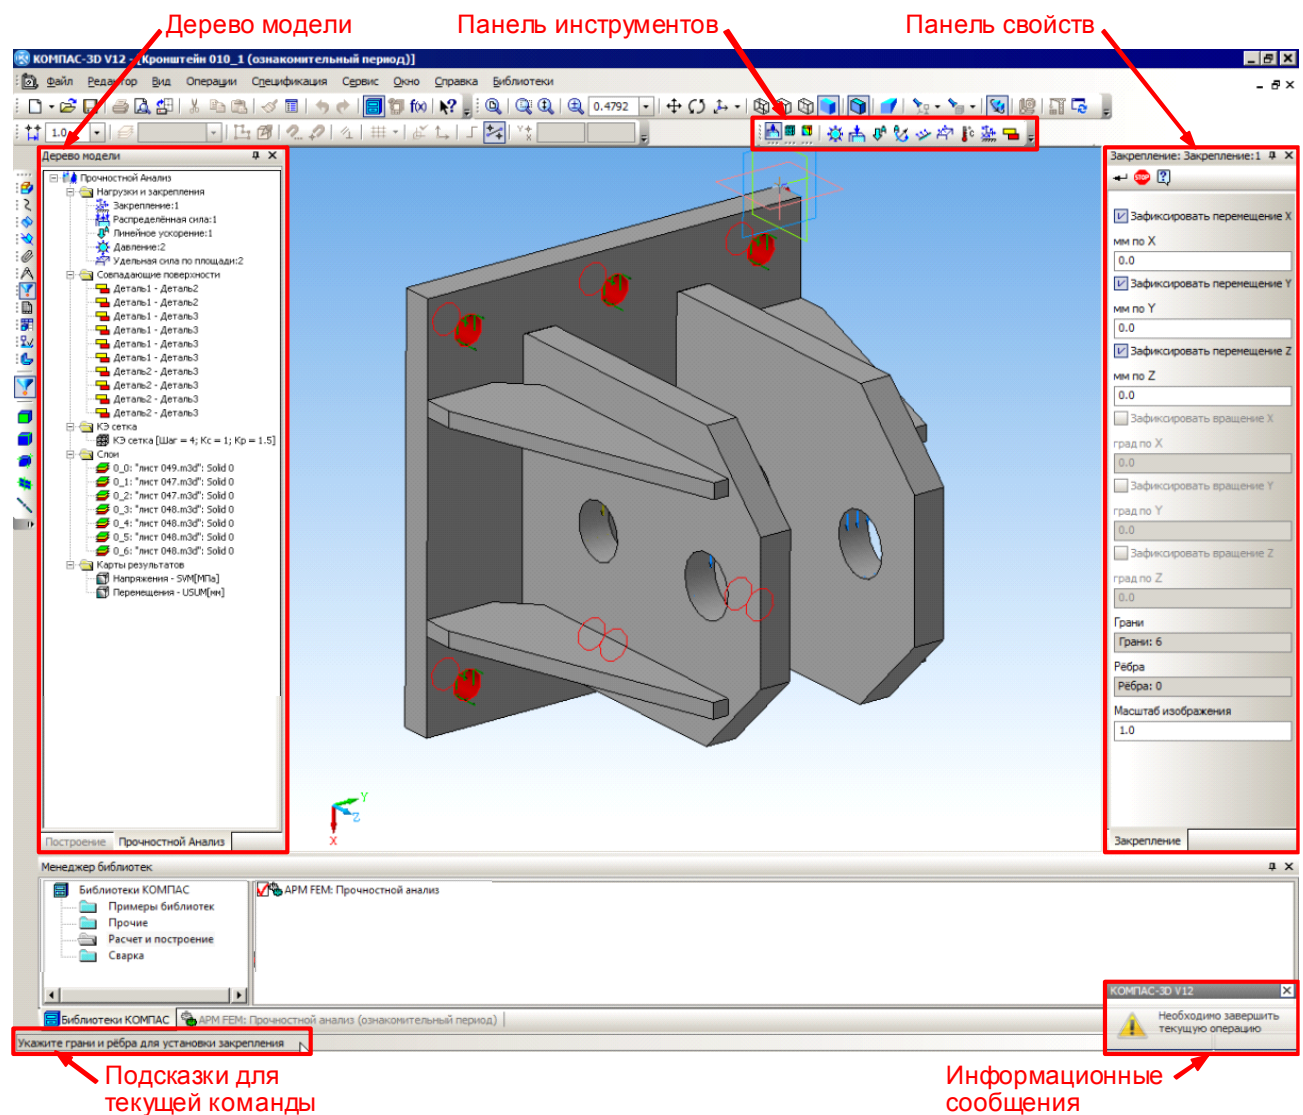 Дерево модели
Панель инструментов
Панель свойств
КОМПАС-3D V12 - [Кронштейн 010_1 (ознакомительный период)]
Файл Редактор Вид Операции Спецификация Сервис Окно Справка Библиотеки
0.4792
f(x)
1.0
Дерево модели
Прочностной Анализ
Нагрузки и закрепления
Закрепление:1
Распределённая сила:1
Линейное ускорение:1
Давление:2
Удельная сила по площади:2
Совпадающие поверхности
Деталь1 - Деталь2
Деталь1 - Деталь2
Деталь1 - Деталь3
Деталь1 - Деталь3
Деталь1 - Деталь3
Деталь1 - Деталь3
Деталь2 - Деталь3
Деталь2 - Деталь3
Деталь2 - Деталь3
Деталь2 - Деталь3
КЭ сетка
КЭ сетка [Шаг = 4; Kc = 1; Kp = 1.5]
Слои
0_0: "лист 049.m3d": Solid 0
0_1: "лист 047.m3d": Solid 0
0_2: "лист 047.m3d": Solid 0
0_3: "лист 048.m3d": Solid 0
0_4: "лист 048.m3d": Solid 0
0_5: "лист 048.m3d": Solid 0
0_6: "лист 048.m3d": Solid 0
Карты результатов
Напряжения - SVM[МПа]
Перемещения - USUM[мм]
Построение Прочностной Анализ
Y
Z
X
Закрепление: Закрепление:1
STOP
Зафиксировать перемещение X
мм по X
0.0
Зафиксировать перемещение Y
мм по Y
0.0
Зафиксировать перемещение Z
мм по Z
0.0
Зафиксировать вращение X
град по X
0.0
Зафиксировать вращение Y
град по Y
0.0
Зафиксировать вращение Z
град по Z
0.0
Грани
Грани: 6
Рёбра
Рёбра: 0
Масштаб изображения
1.0
Закрепление
Менеджер библиотек
Библиотеки КОМПАС
Примеры библиотек
Прочие
Расчет и построение
Сварка
APM FEM: Прочностной анализ
Библиотеки КОМПАС APM FEM: Прочностной анализ (ознакомительный период)
КОМПАС-3D V12
Необходимо завершить
текущую операцию
Укажите грани и рёбра для установки закрепления
Подсказки для
текущей команды
Информационные
сообщения